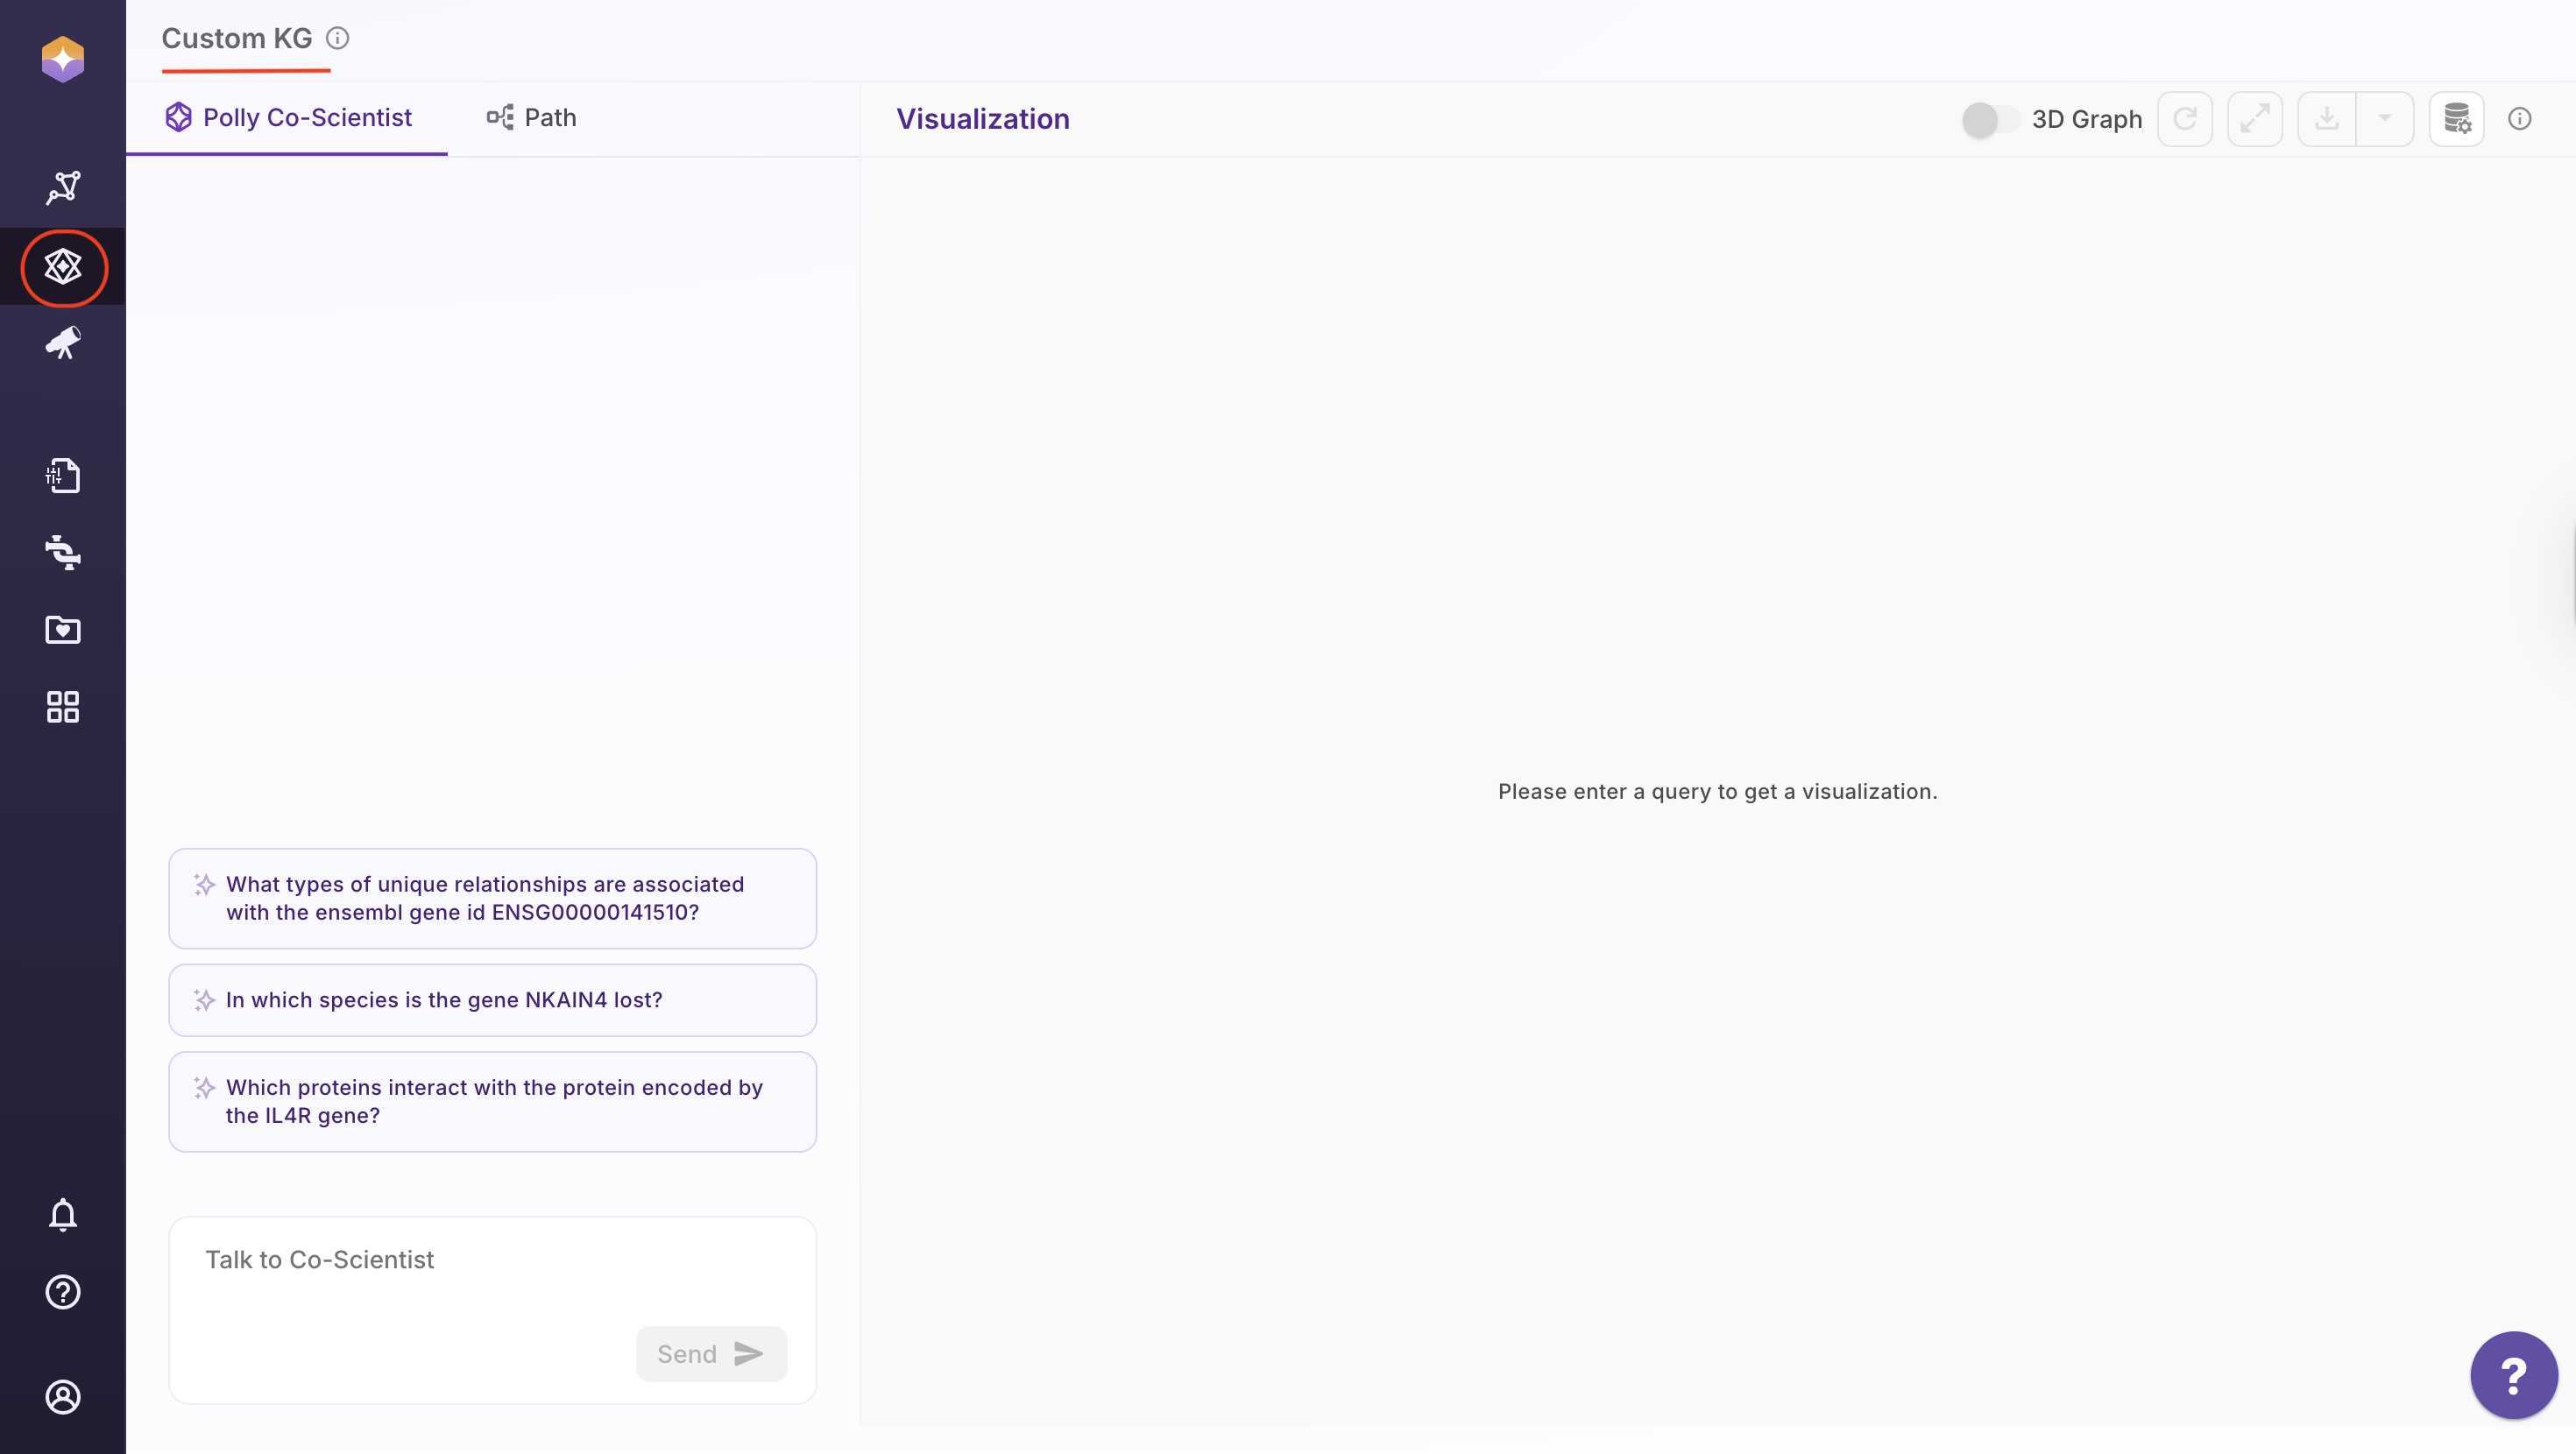 Custom KG
Polly Co-Scientist
Path
Visualization
3D Graph
Please enter a query to get a visualization.
What types of unique relationships are associated
with the ensembl gene id ENSG00000141510?
In which species is the gene NKAIN4 lost?
Which proteins interact with the protein encoded by
the IL4R gene?
Talk to Co-Scientist
Send
?